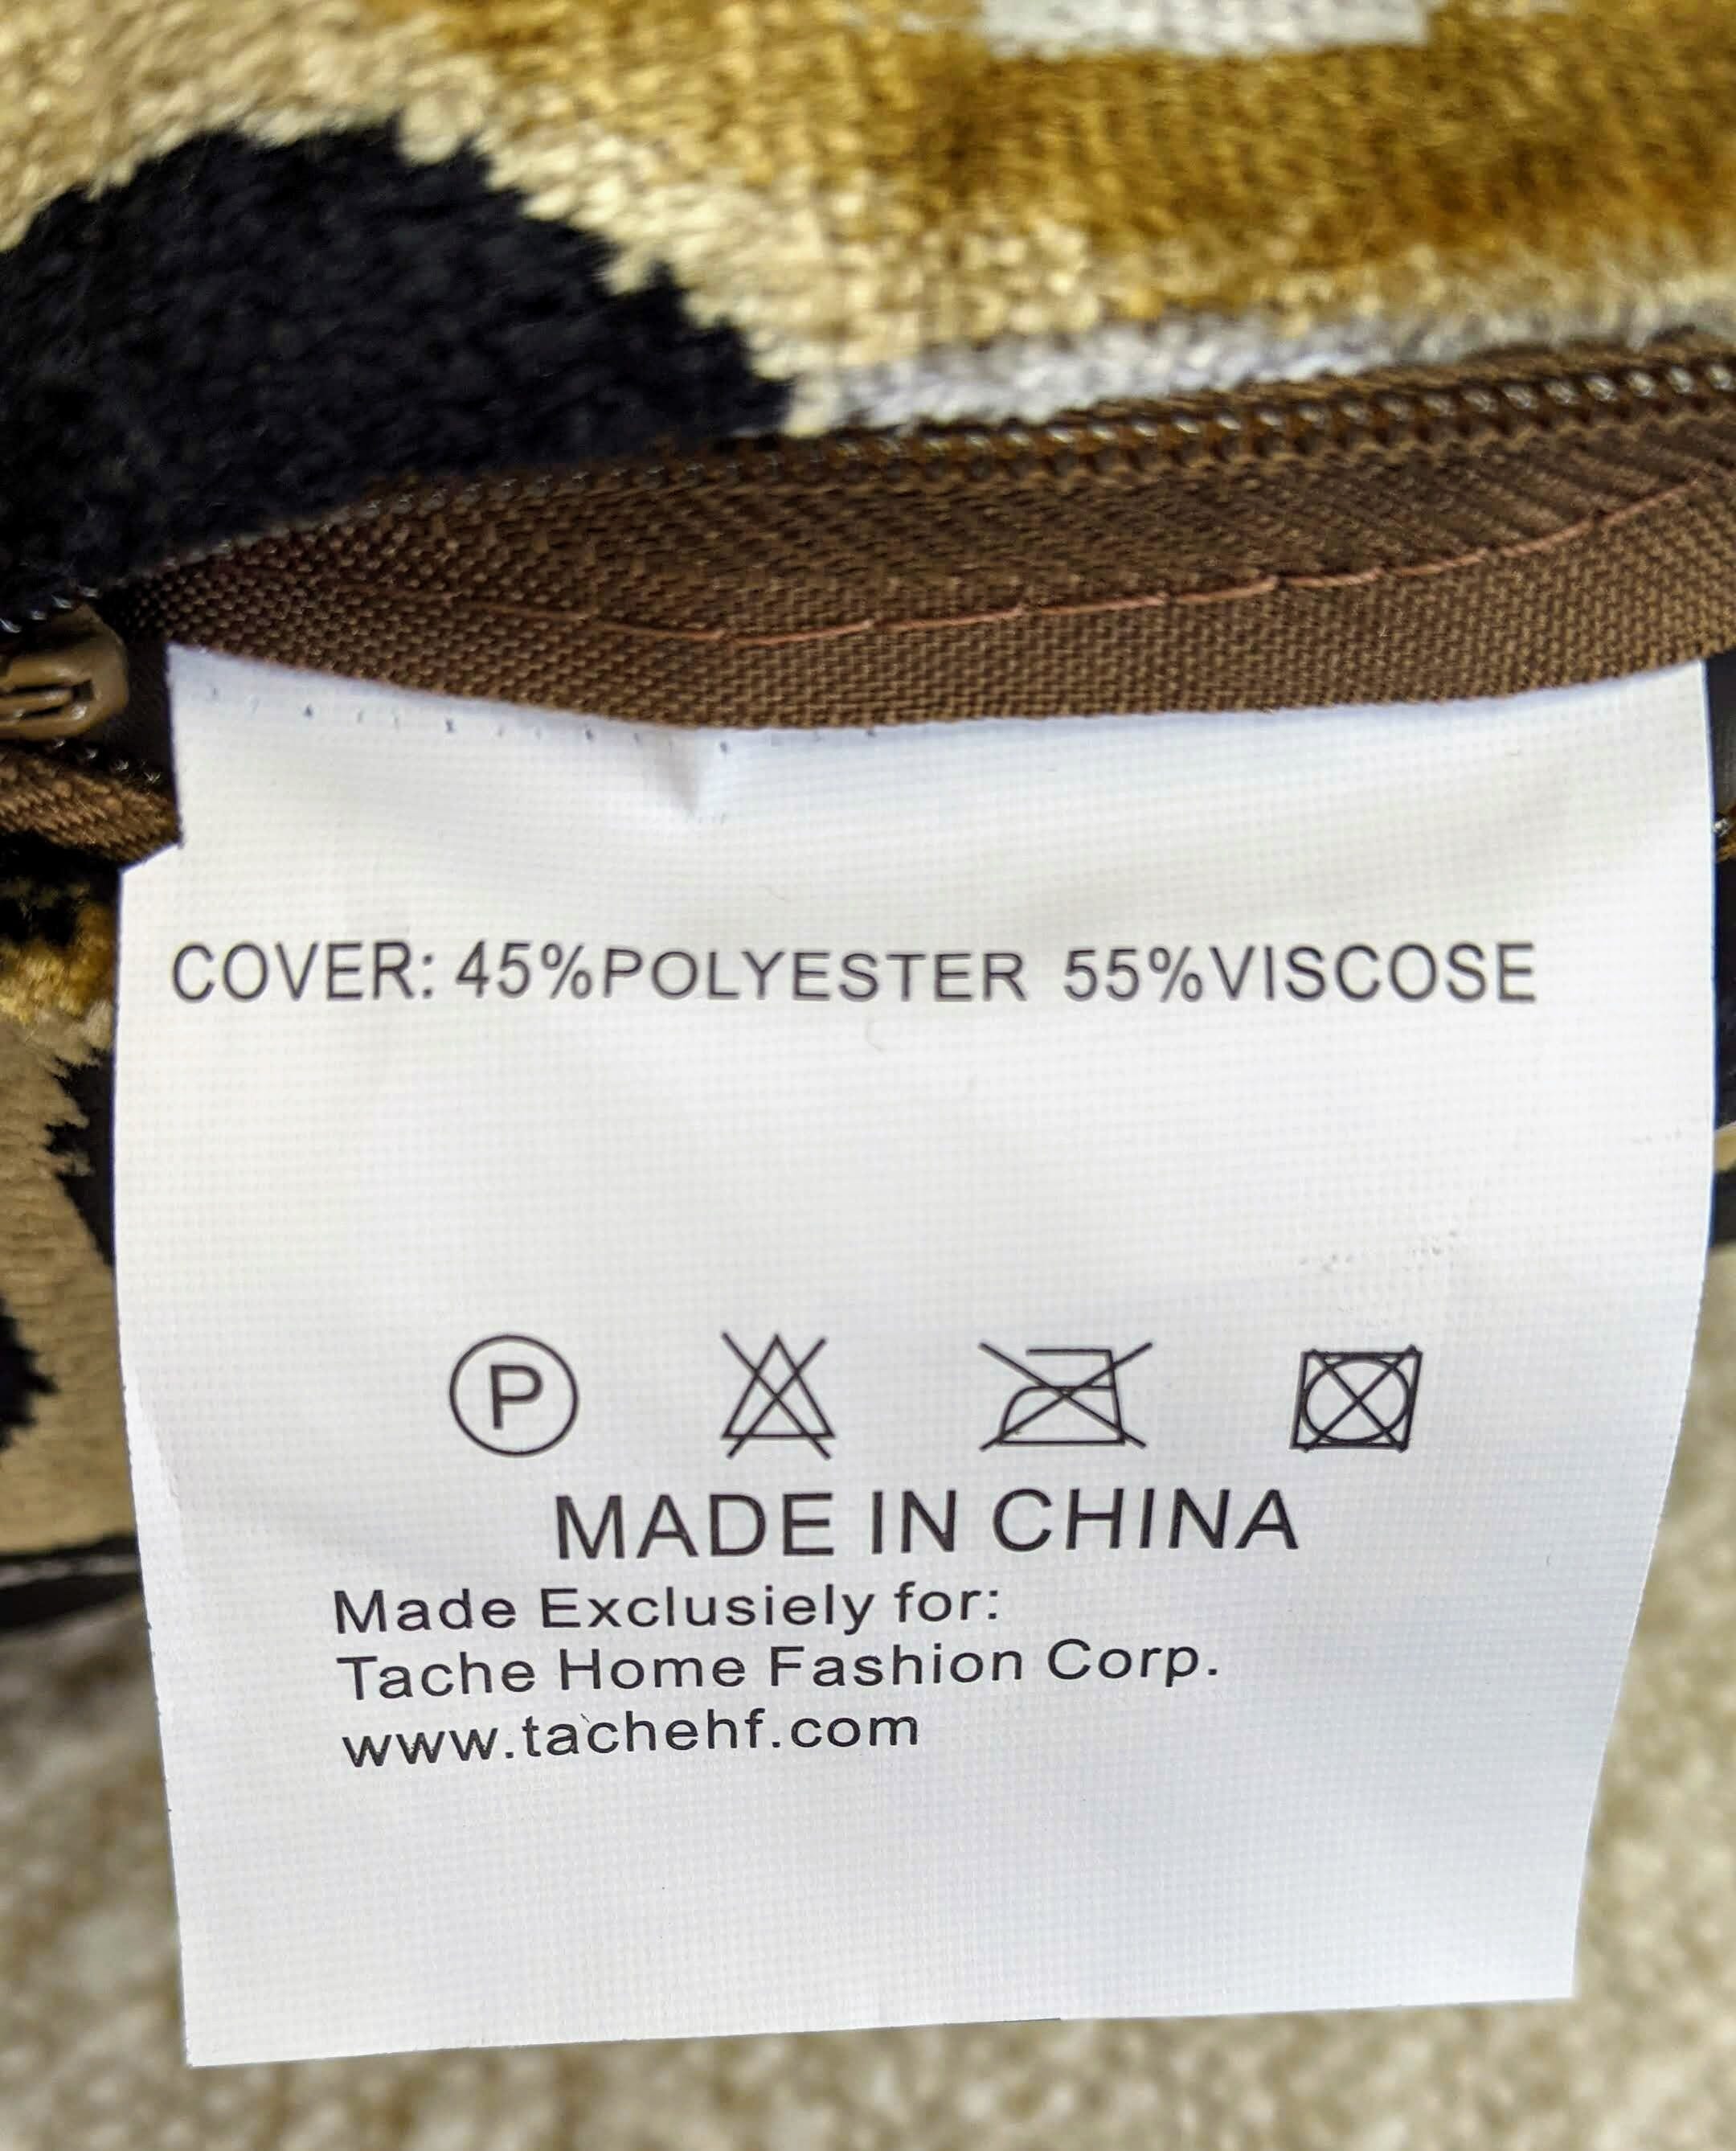 COVER: 45%POLYESTER 55%VISCOSE
P
MADE IN CHINA
Made Exclusiely for:
Tache Home Fashion Corp.
www.tachehf.com